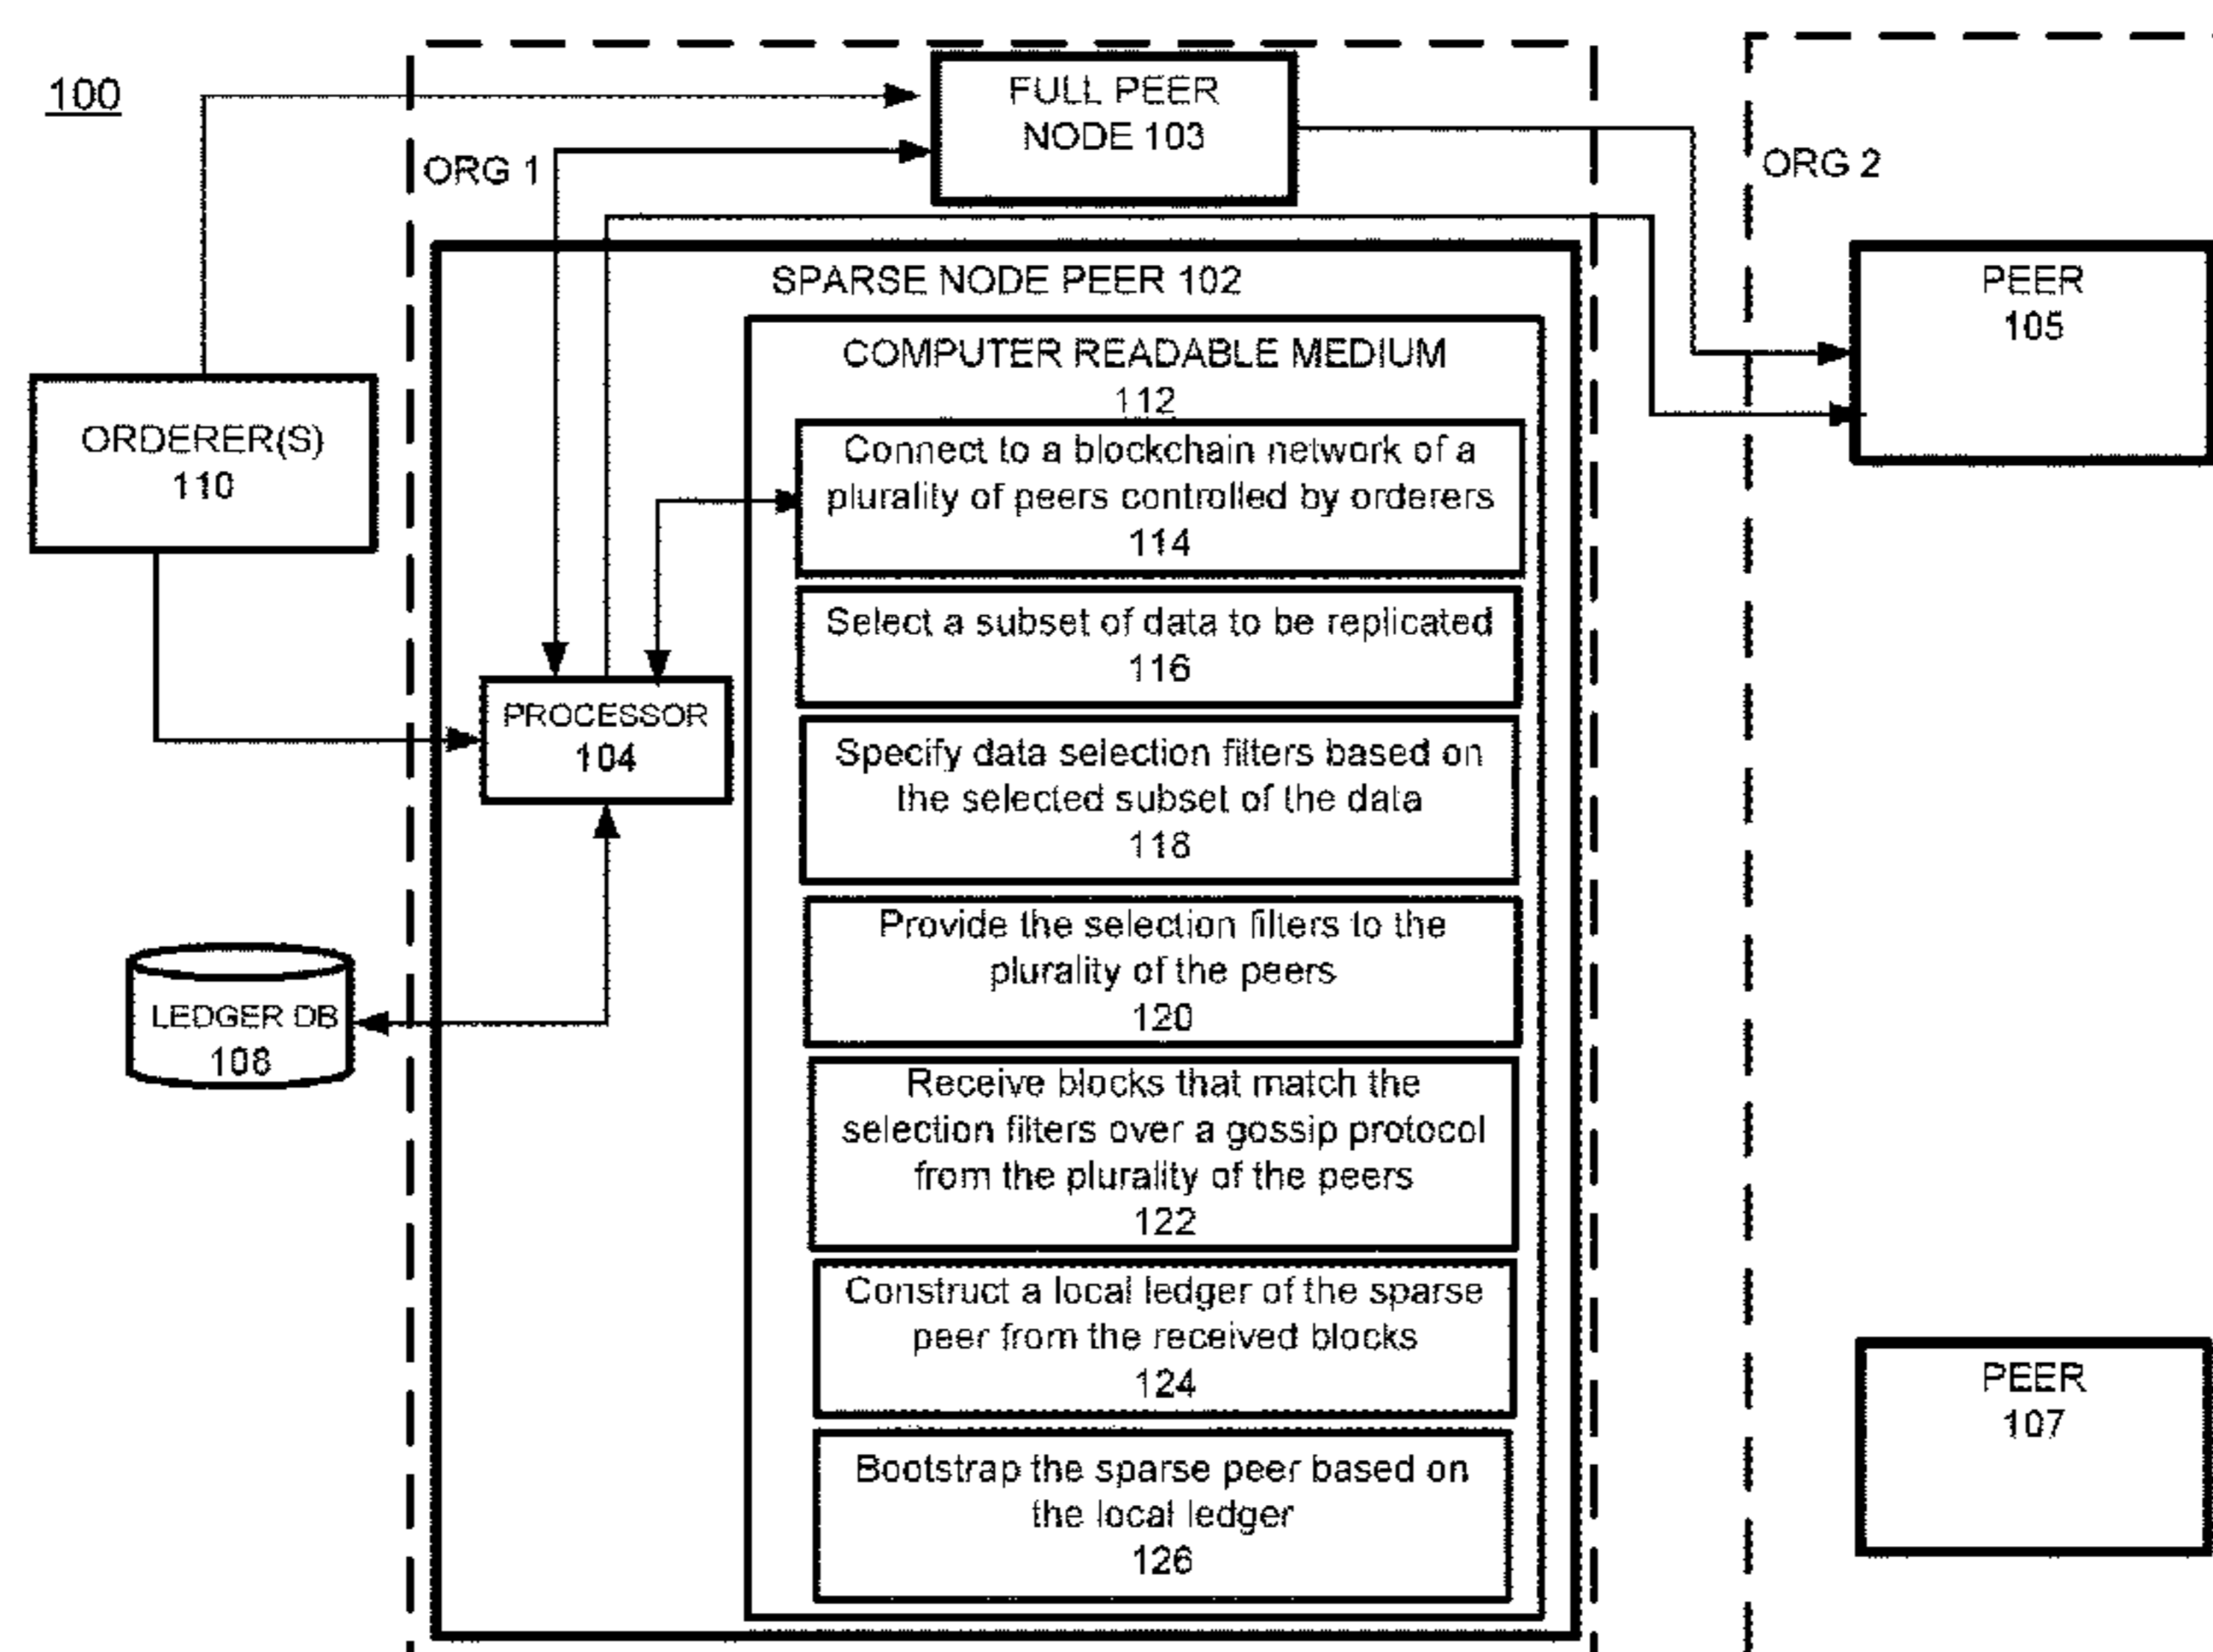 100
FULL PEER
NODE 103
ORG 1
ORG 2
SPARSE NODE PEER 102
PEER
105
COMPUTER READABLE MEDIUM
112
ORDERER(S)
110
Connect to a blockchain network of a
plurality of peers controlled by orderers
114
Select a subset of data to be replicated
116
PROCESSOR
104
Specify data selection filters based on
the selected subset of the data
118
Provide the selection filters to the
plurality of the peers
120
LEDGER DB
108
Receive blocks that match the
selection filters over a gossip protocol
from the plurality of the peers
122
Construct a local ledger of the sparse
peer from the received blocks
124
PEER
107
Bootstrap the sparse peer based on
the local ledger
126